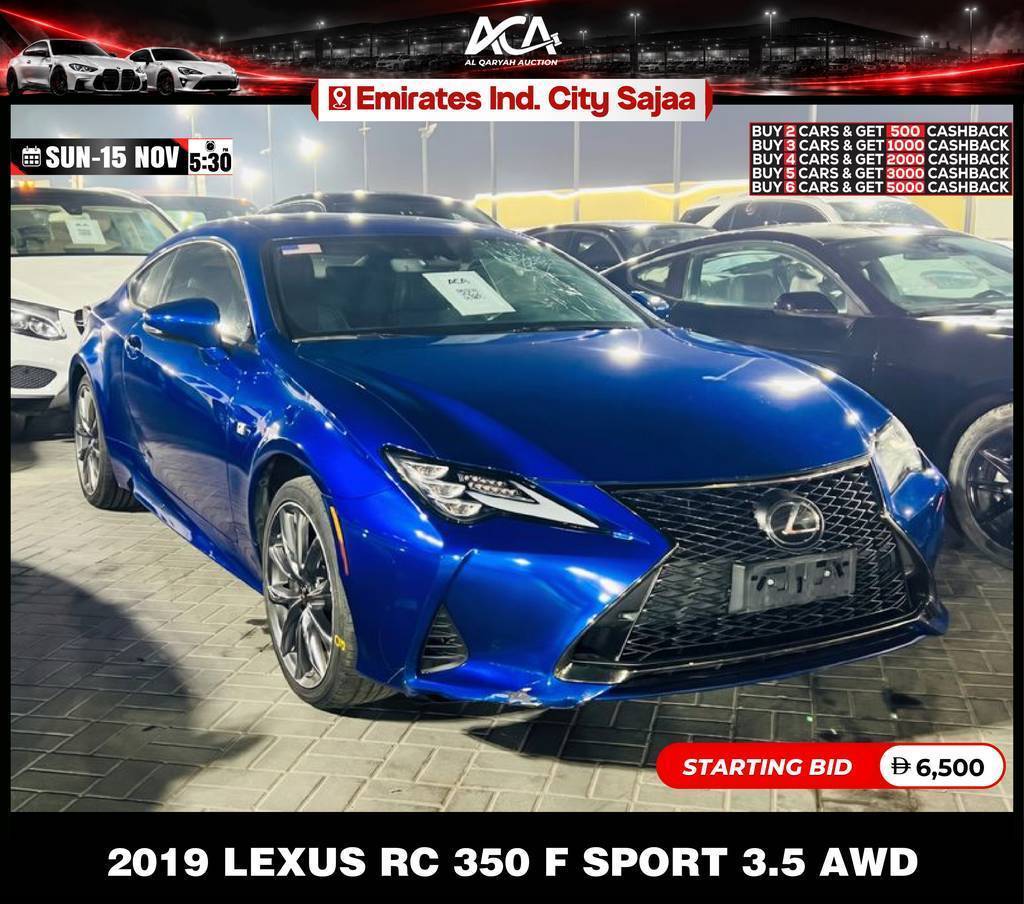 ACA
AL QARYAH AUCTION
Emirates Ind. City Sajaa
SUN-15 NOV 5:30 PM
BUY 2 CARS & GET 500 CASHBACK
BUY 3 CARS & GET 1000 CASHBACK
BUY 4 CARS & GET 2000 CASHBACK
BUY 5 CARS & GET 3000 CASHBACK
BUY 6 CARS & GET 5000 CASHBACK
ACA
STARTING BID 6,500
2019 LEXUS RC 350 F SPORT 3.5 AWD